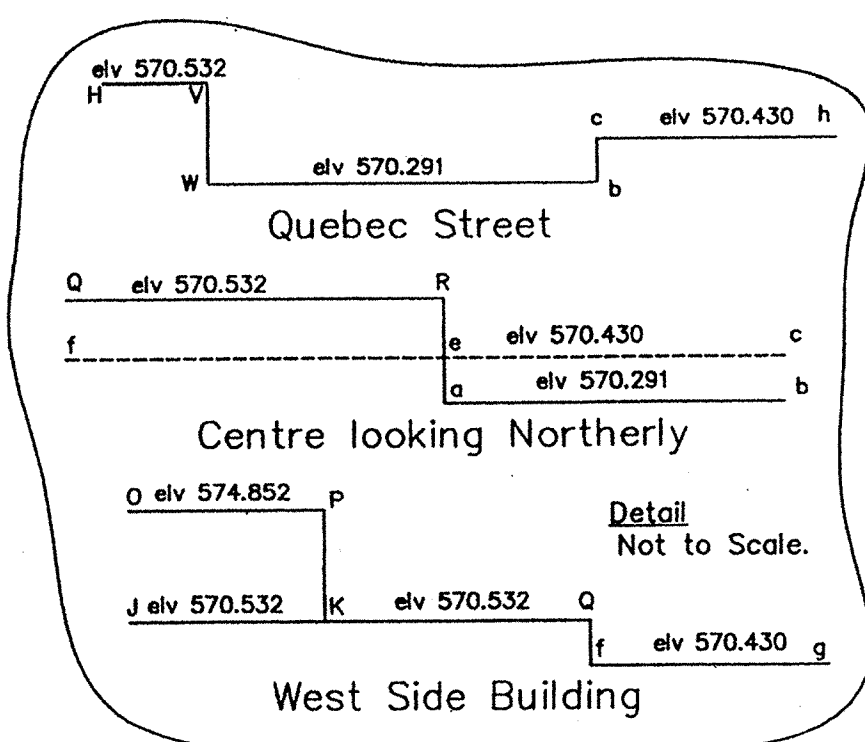 elv 570.532
H V
c elv 570.430 h
W elv 570.291 b
Quebec Street
Q elv 570.532 R
f e elv 570.430 c
a elv 570.291 b
Centre looking Northerly
O elv 574.852 P
Detail
Not to Scale.
J elv 570.532 K elv 570.532 Q
f elv 570.430 g
West Side Building